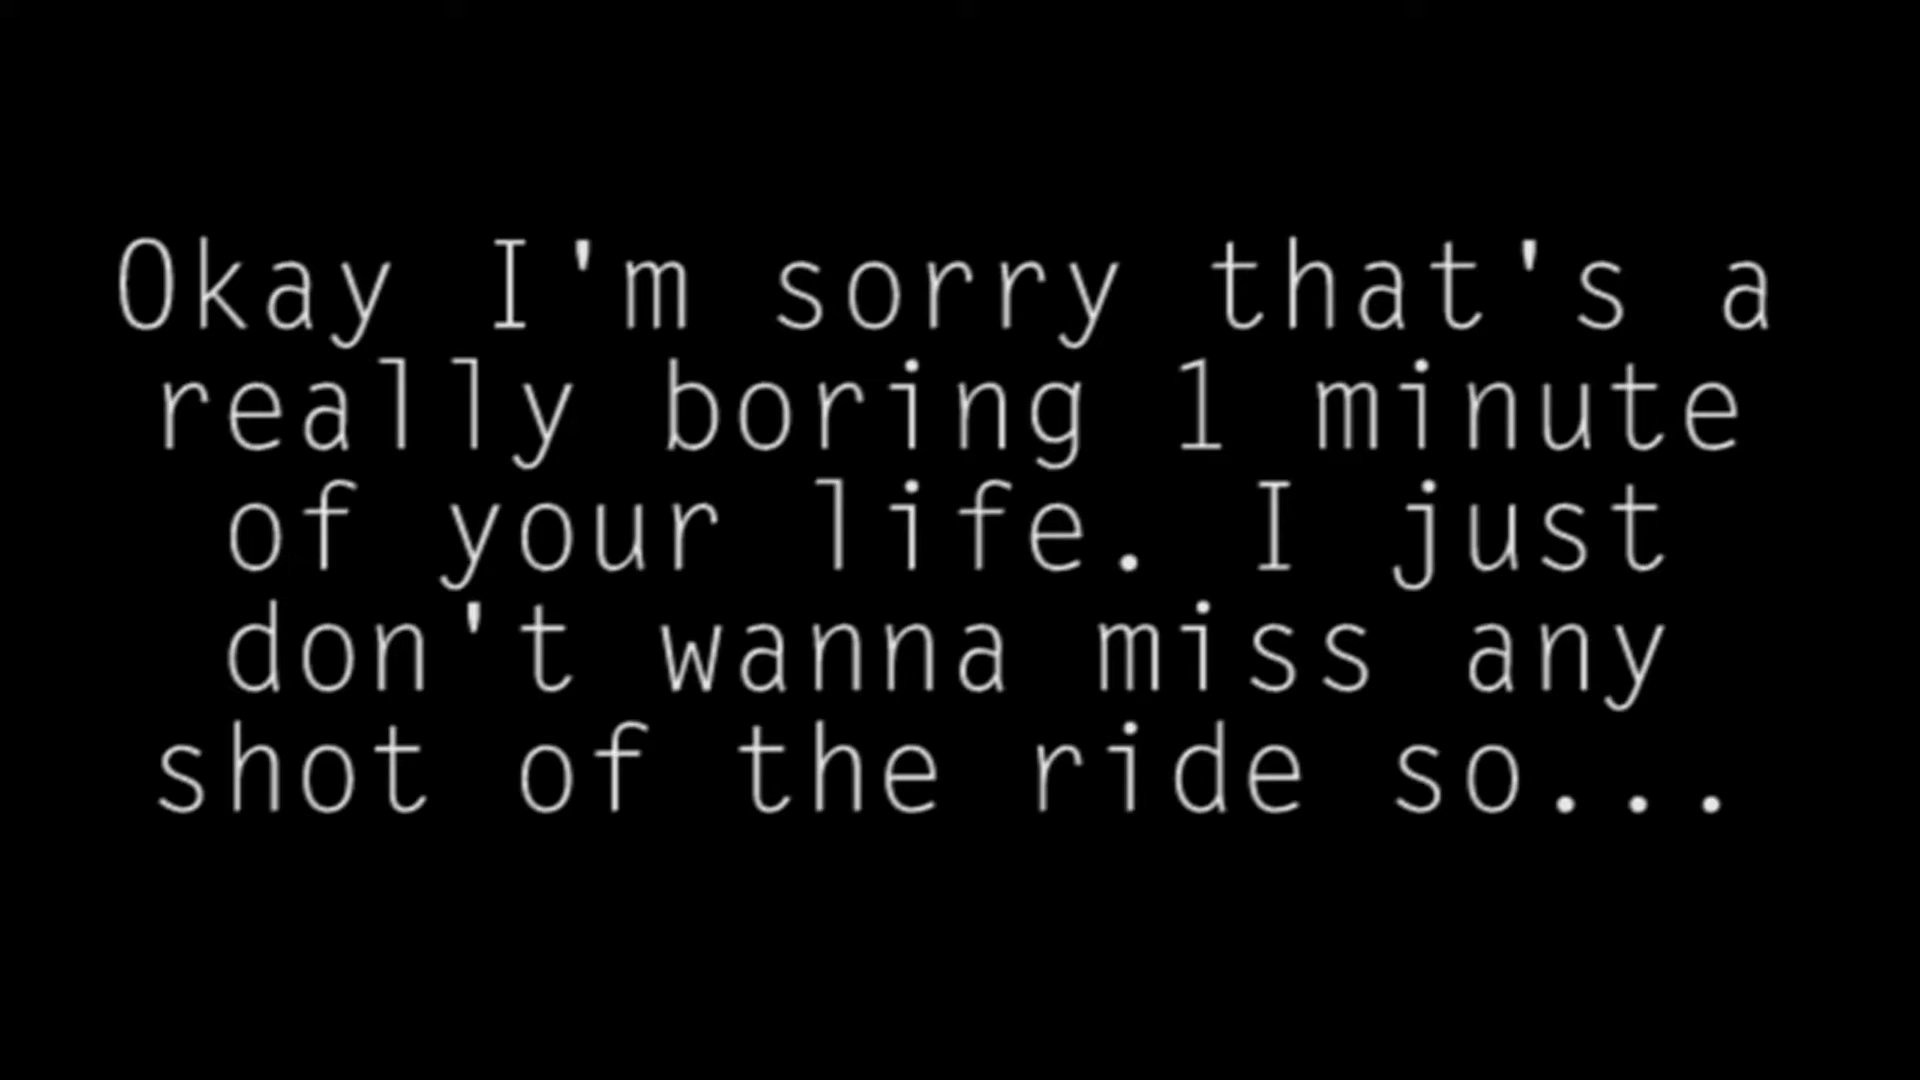 Okay I'm sorry that's a
really boring 1 minute
of your life. I just
don't wanna miss any
shot of the ride so...